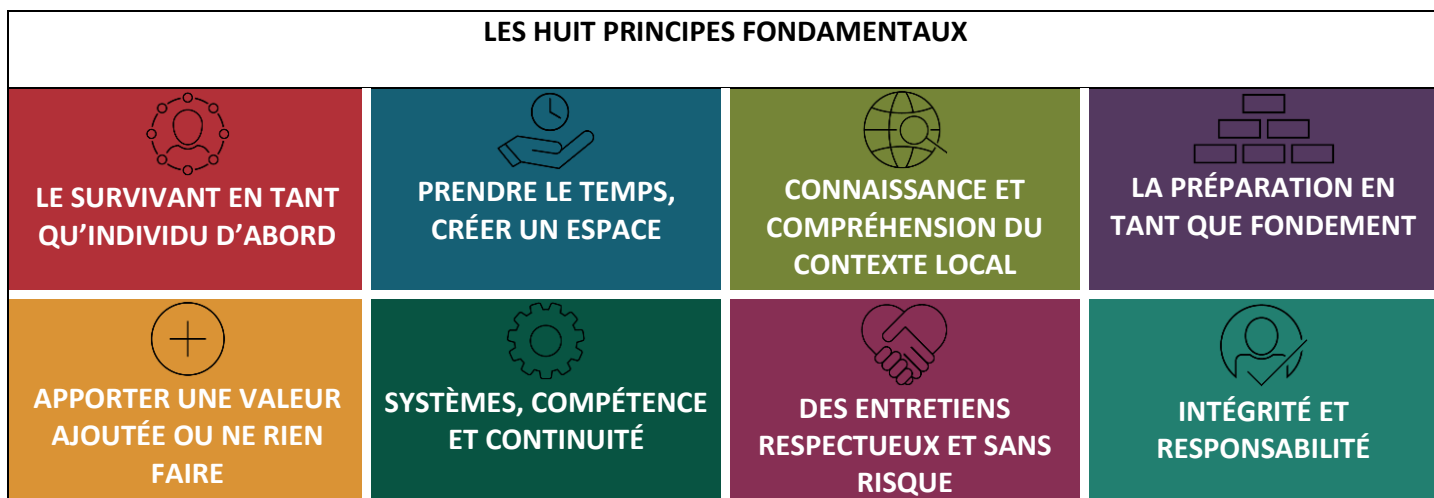 LES HUIT PRINCIPES FONDAMENTAUX
LE SURVIVANT EN TANT
QU’INDIVIDU D’ABORD
PRENDRE LE TEMPS,
CRÉER UN ESPACE
CONNAISSANCE ET
COMPRÉHENSION DU
CONTEXTE LOCAL
LA PRÉPARATION EN
TANT QUE FONDEMENT
APPORTER UNE VALEUR
AJOUTÉE OU NE RIEN
FAIRE
SYSTÈMES, COMPÉTENCE
ET CONTINUITÉ
DES ENTRETIENS
RESPECTUEUX ET SANS
RISQUE
INTÉGRITÉ ET
RESPONSABILITÉ